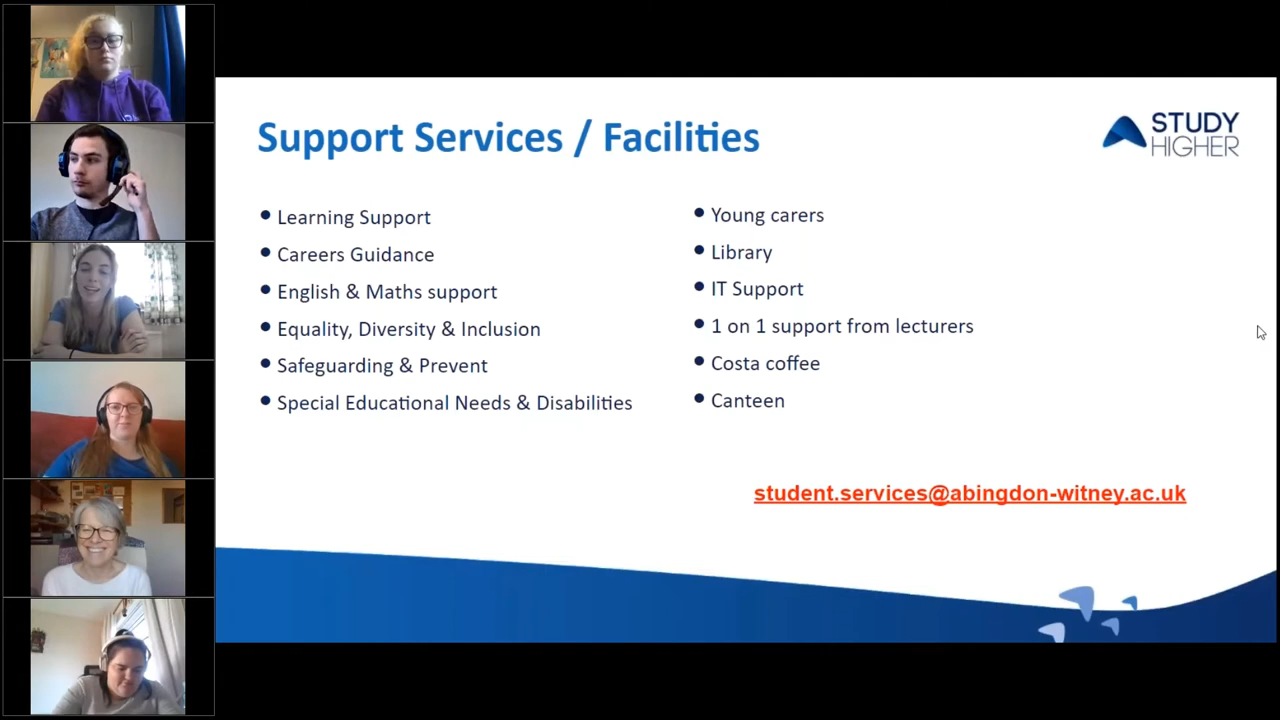 Support Services / Facilities
STUDY
HIGHER
Learning Support
Careers Guidance
English & Maths support
Equality, Diversity & Inclusion
Safeguarding & Prevent
Special Educational Needs & Disabilities
Young carers
Library
IT Support
1 on 1 support from lecturers
Costa coffee
Canteen
student.services@abingdon-witney.ac.uk